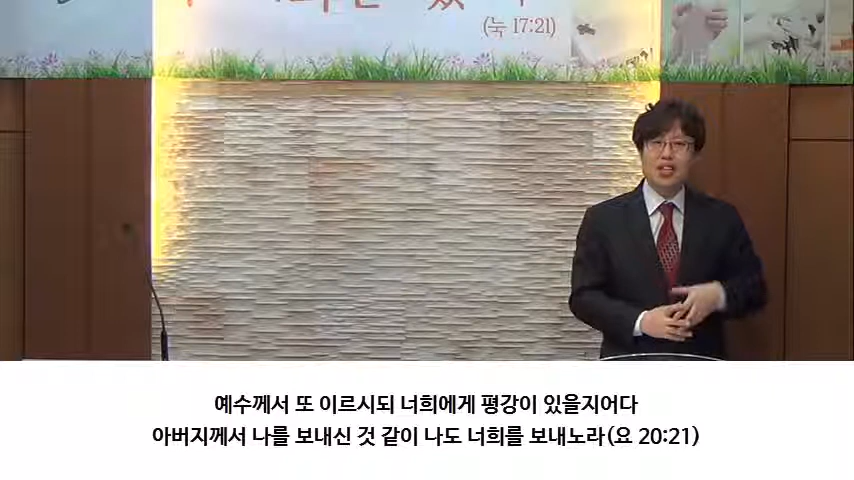 (눅 17:21)
예수께서 또 이르시되 너희에게 평강이 있을지어다
아버지께서 나를 보내신 것 같이 나도 너희를 보내노라(요 20:21)